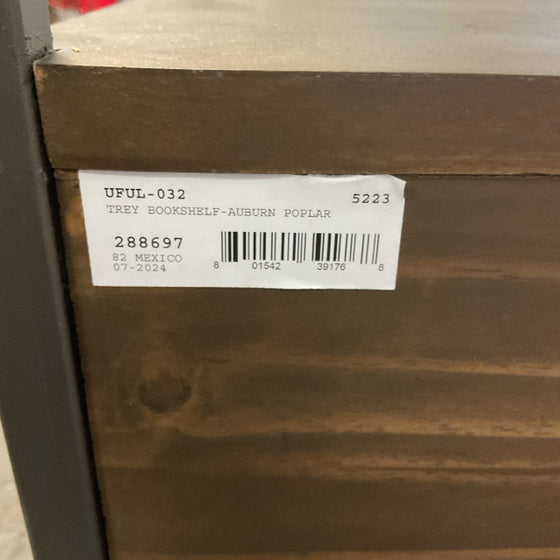 UFUL-032 5223
TREY BOOKSHELF-AUBURN POPLAR
288697
82 MEXICO
07-2024
8 01542 39176 8